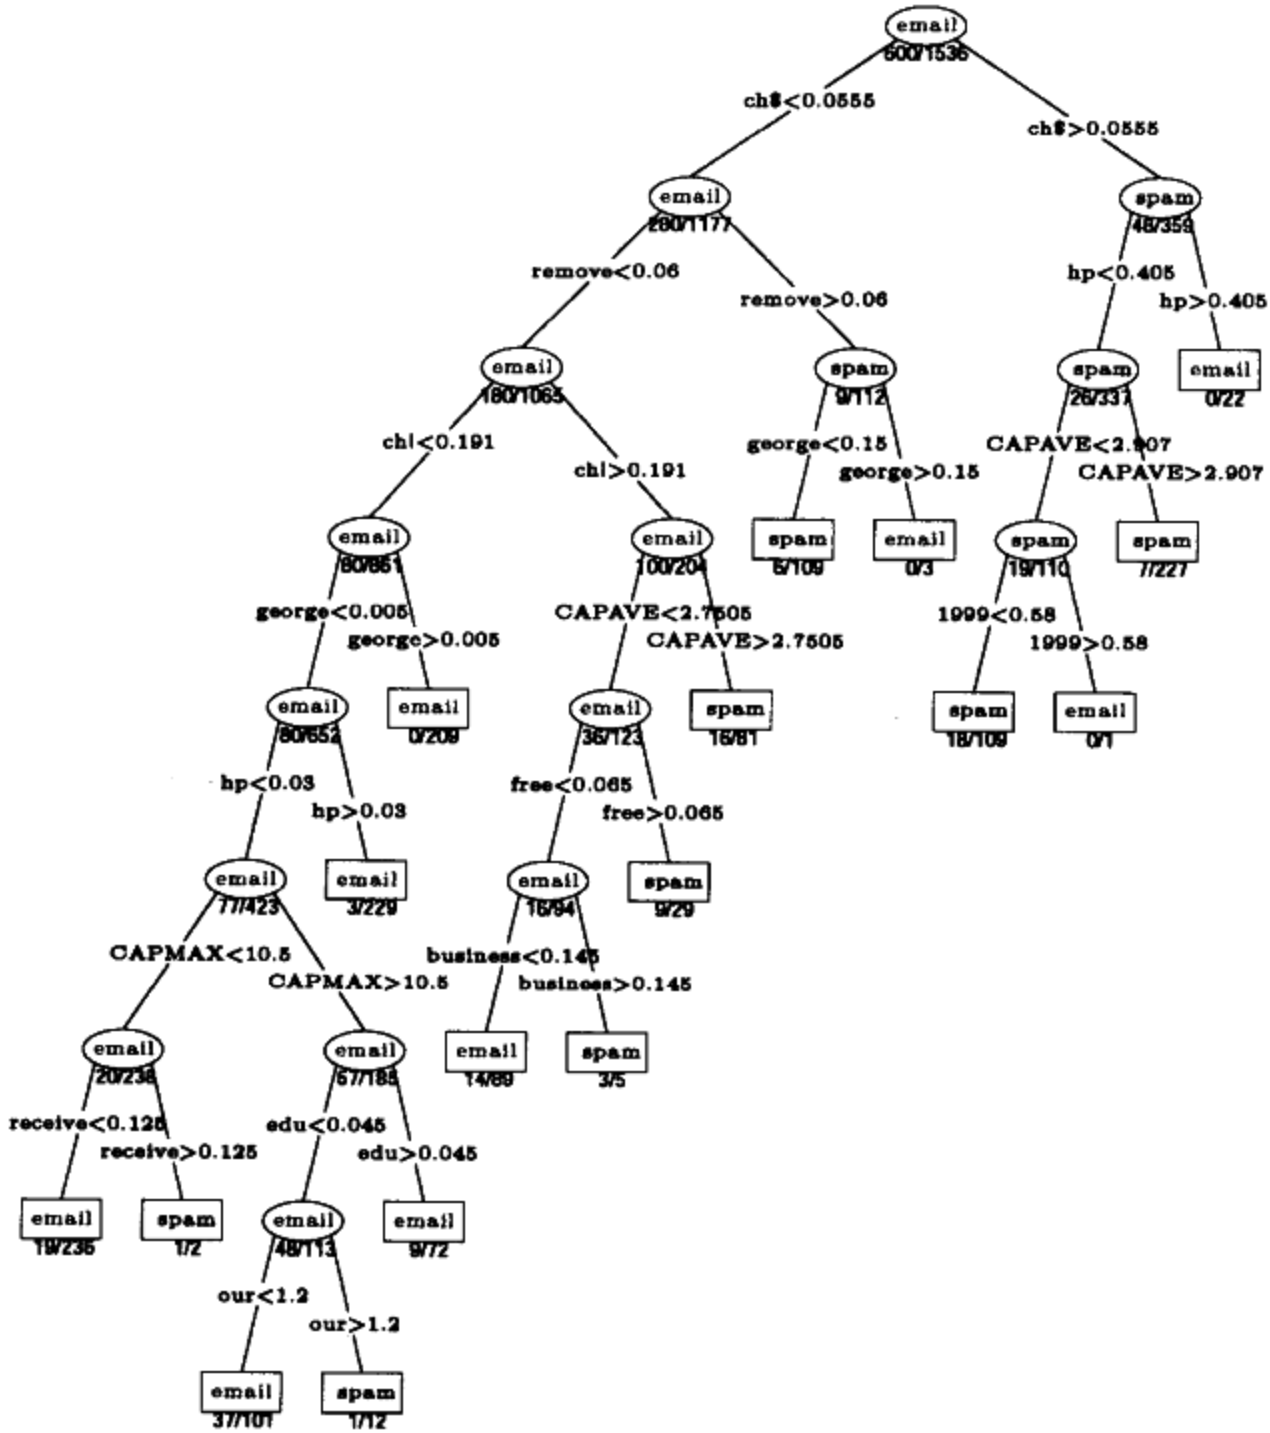 email
600/1536
ch$<0.0555
ch$>0.0555
email
280/1177
spam
48/359
remove<0.06
remove>0.06
hp<0.405
hp>0.405
email
180/1065
spam
9/112
spam
26/337
email
0/22
ch!<0.191
ch!>0.191
george<0.15
george>0.15
CAPAVE<2.907
CAPAVE>2.907
email
80/861
email
100/204
spam
6/109
email
0/3
spam
19/110
spam
7/227
george<0.005
george>0.005
CAPAVE<2.7505
CAPAVE>2.7505
1999<0.58
1999>0.58
email
80/652
email
0/209
email
36/123
spam
16/81
spam
18/109
email
0/1
hp<0.03
hp>0.03
free<0.065
free>0.065
email
77/423
email
3/229
email
16/94
spam
9/29
CAPMAX<10.5
CAPMAX>10.5
business<0.145
business>0.145
email
20/238
email
57/185
email
14/89
spam
3/5
receive<0.125
receive>0.125
edu<0.045
edu>0.045
email
19/236
spam
1/2
email
48/113
email
9/72
our<1.2
our>1.2
email
37/101
spam
1/12